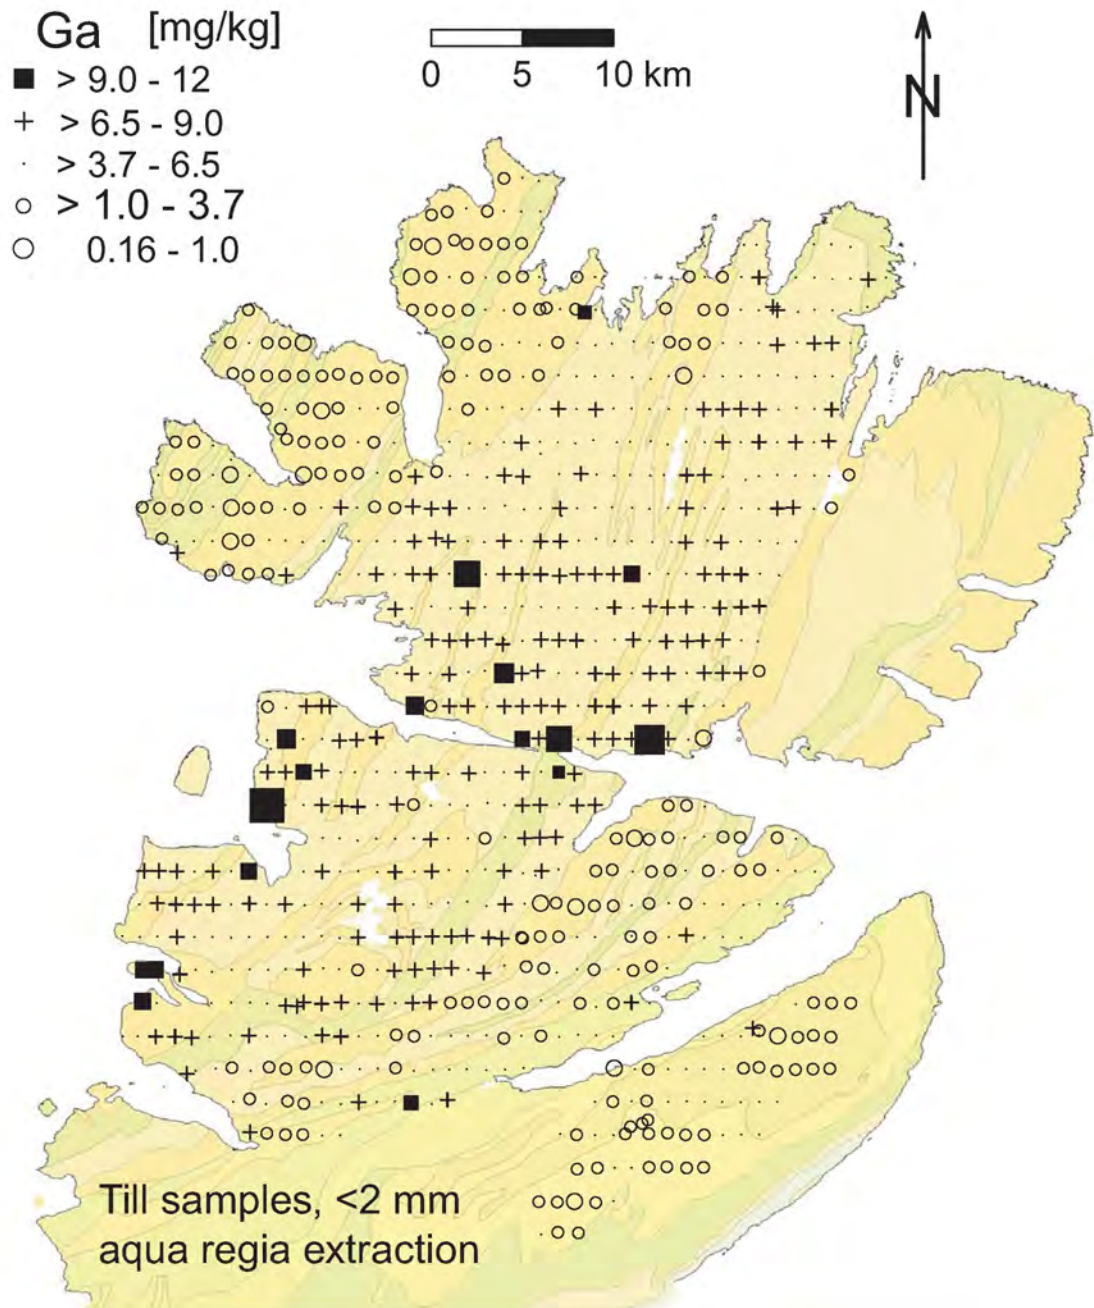 Ga [mg/kg]
> 9.0 - 12
> 6.5 - 9.0
> 3.7 - 6.5
> 1.0 - 3.7
0.16 - 1.0
0 5 10 km
N
Till samples, <2 mm
aqua regia extraction